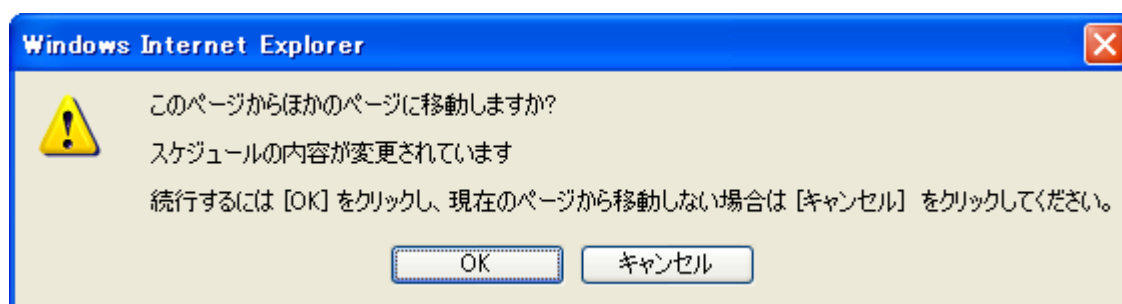 Windows Internet Explorer
このページからほかのページに移動しますか?
スケジュールの内容が変更されています
続行するには [OK] をクリックし、現在のページから移動しない場合は [キャンセル] をクリックしてください。
OK
キャンセル